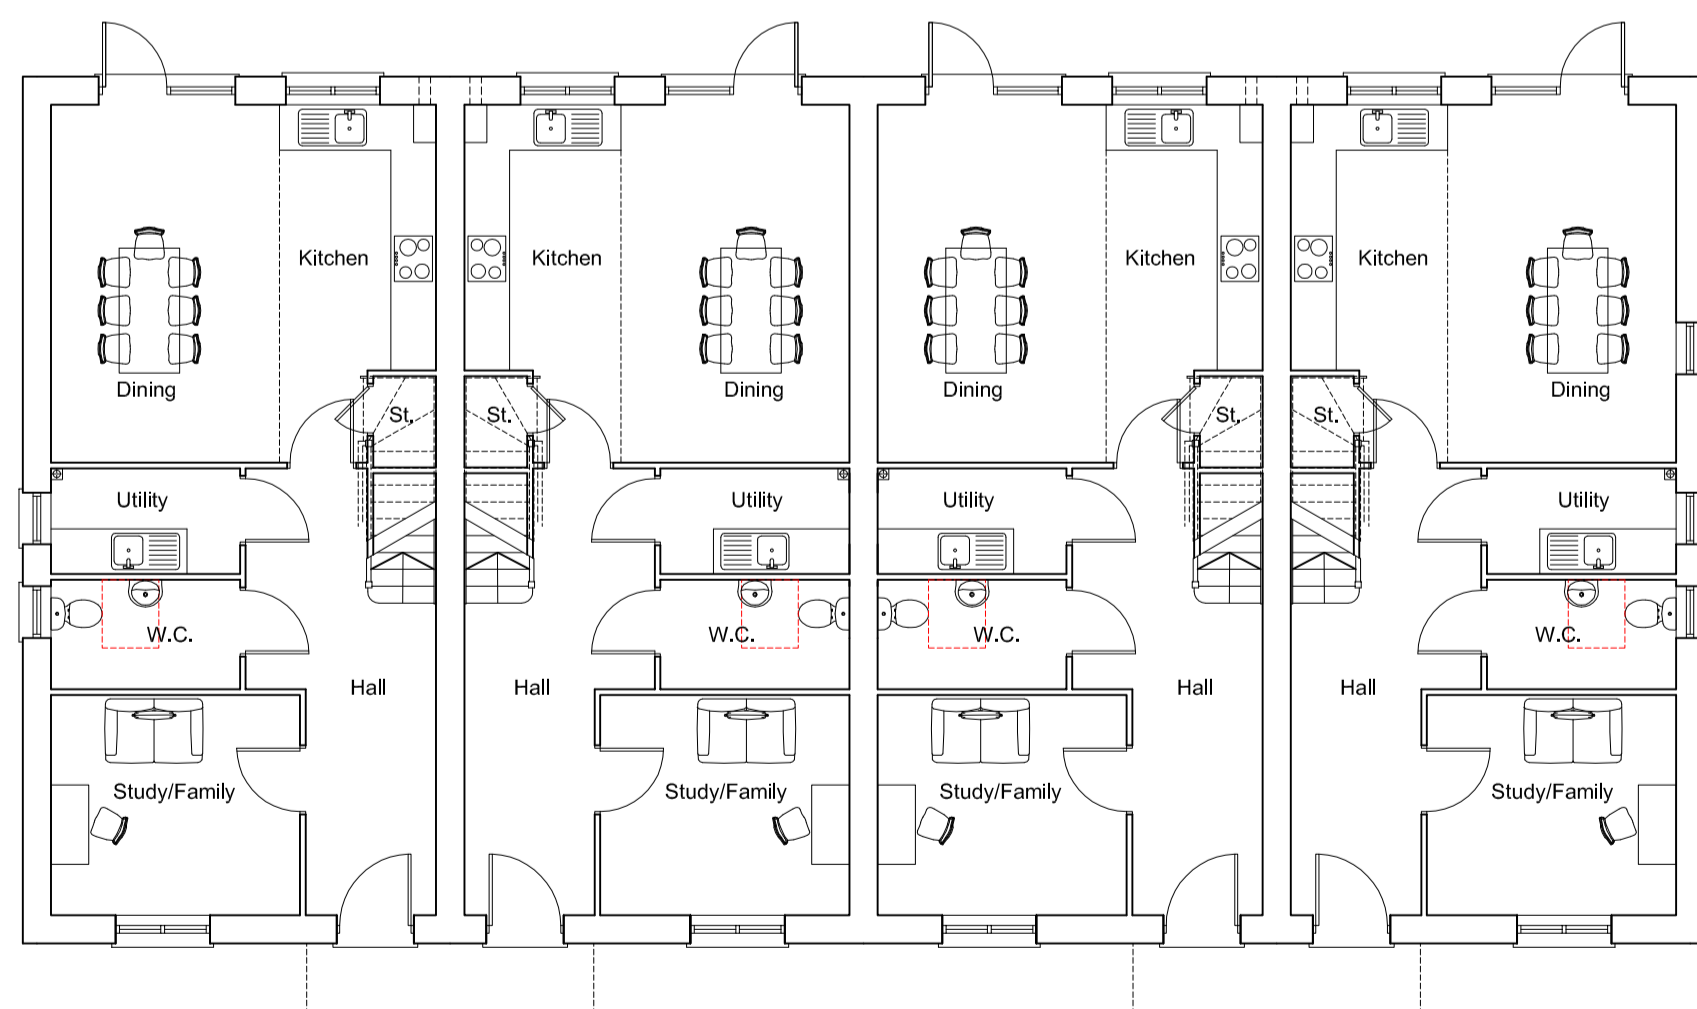 Kitchen
Kitchen
Kitchen
Kitchen
Dining
Dining
Dining
Dining
St.
St.
St.
St.
Utility
Utility
Utility
Utility
W.C.
W.C.
W.C.
W.C.
Hall
Hall
Hall
Hall
Study/Family
Study/Family
Study/Family
Study/Family